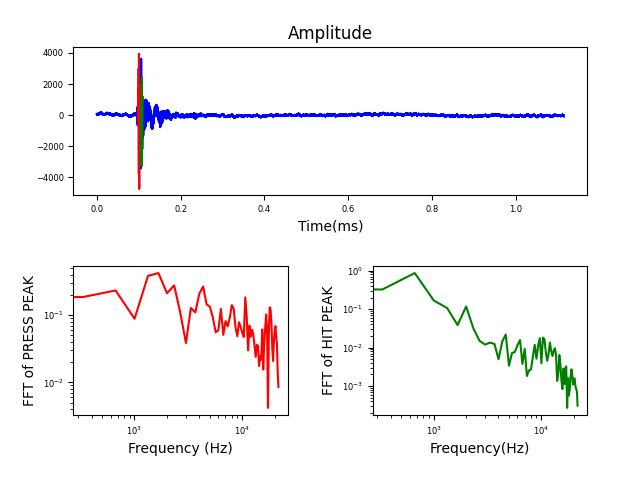 Amplitude
4000
2000
0
−2000
−4000
0.0 0.2 0.4 0.6 0.8 1.0
Time(ms)
FFT of PRESS PEAK
10⁻¹
10⁻²
10³ 10⁴
Frequency (Hz)
FFT of HIT PEAK
10⁰
10⁻¹
10⁻²
10⁻³
10³ 10⁴
Frequency(Hz)